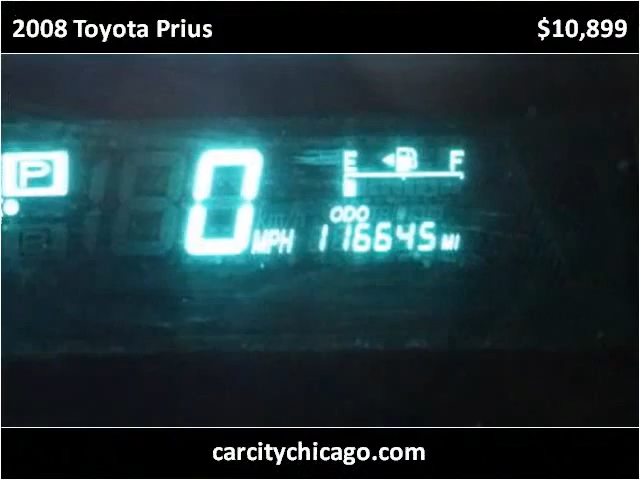 2008 Toyota Prius $10,899
E F
P
0 MPH
ODO
116645 MI
carcitychicago.com